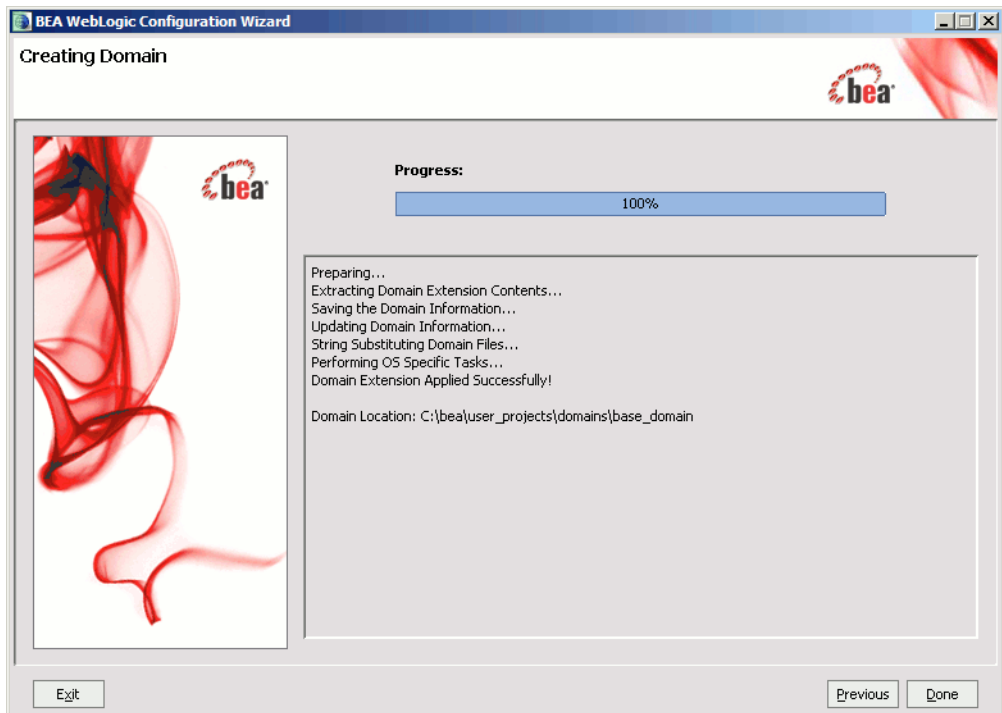 BEA WebLogic Configuration Wizard
Creating Domain
bea
bea
Progress:
100%
Preparing...
Extracting Domain Extension Contents...
Saving the Domain Information...
Updating Domain Information...
String Substituting Domain Files...
Performing OS Specific Tasks...
Domain Extension Applied Successfully!
Domain Location: C:\bea\user_projects\domains\base_domain
Exit
Previous
Done